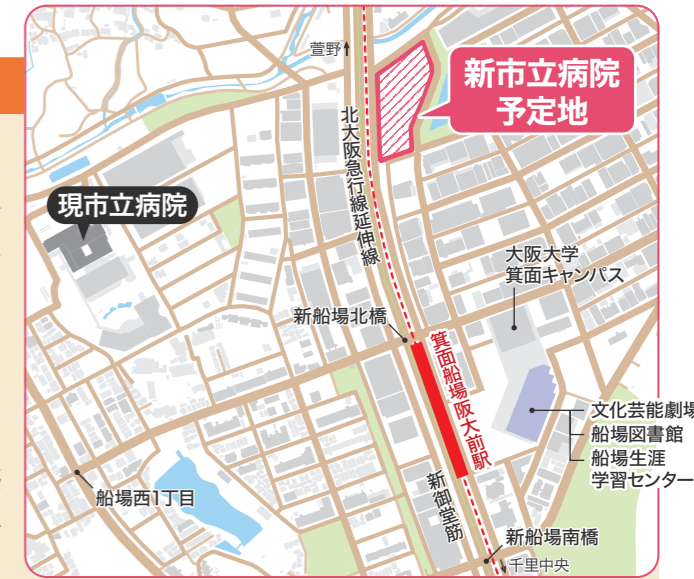 萱野↑
新市立病院
予定地
北大阪急行線延伸線
現市立病院
大阪大学
箕面キャンパス
新船場北橋
箕面船場阪大前駅
文化芸能劇場
船場図書館
船場生涯
学習センター
船場西1丁目
新御堂筋
新船場南橋
↓千里中央